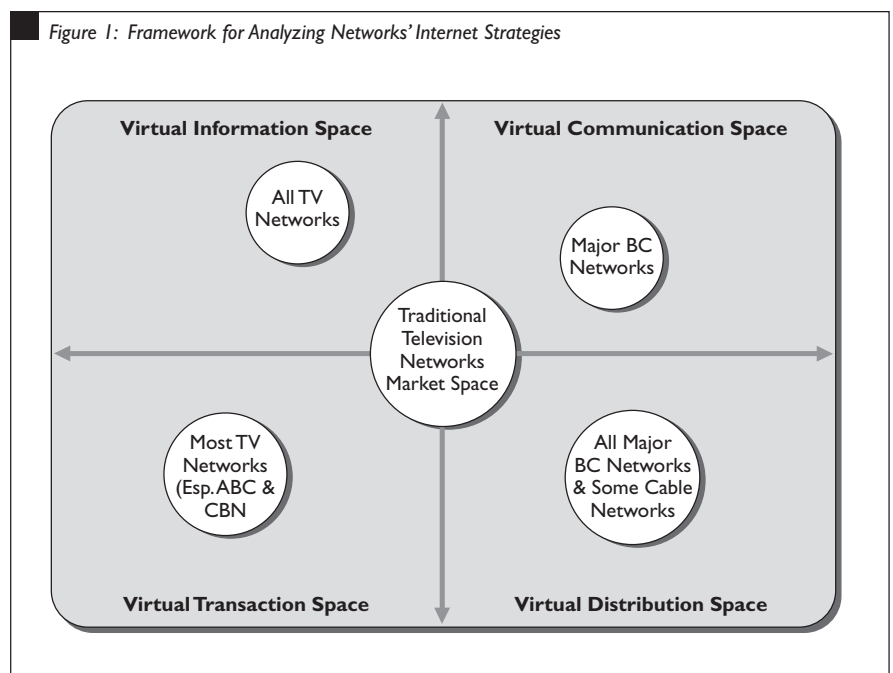 Figure 1: Framework for Analyzing Networks' Internet Strategies
Virtual Information Space
Virtual Communication Space
All TV
Networks
Major BC
Networks
Traditional
Television
Networks
Market Space
Most TV
Networks
(Esp. ABC &
CBN
All Major
BC Networks
& Some Cable
Networks
Virtual Transaction Space
Virtual Distribution Space